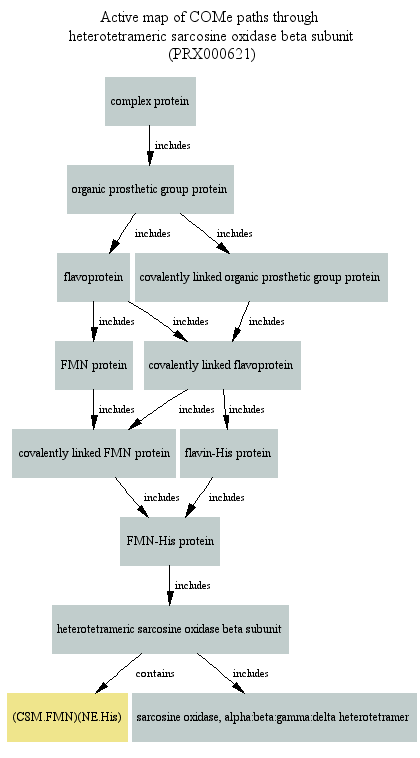 Active map of COMe paths through
heterotetrameric sarcosine oxidase beta subunit
(PRX000621)
complex protein
includes
organic prosthetic group protein
includes includes
flavoprotein covalently linked organic prosthetic group protein
includes includes includes
FMN protein covalently linked flavoprotein
includes includes includes
covalently linked FMN protein flavin-His protein
includes includes
FMN-His protein
includes
heterotetrameric sarcosine oxidase beta subunit
contains includes
(CSM.FMN)(NE.His) sarcosine oxidase, alpha:beta:gamma:delta heterotetramer